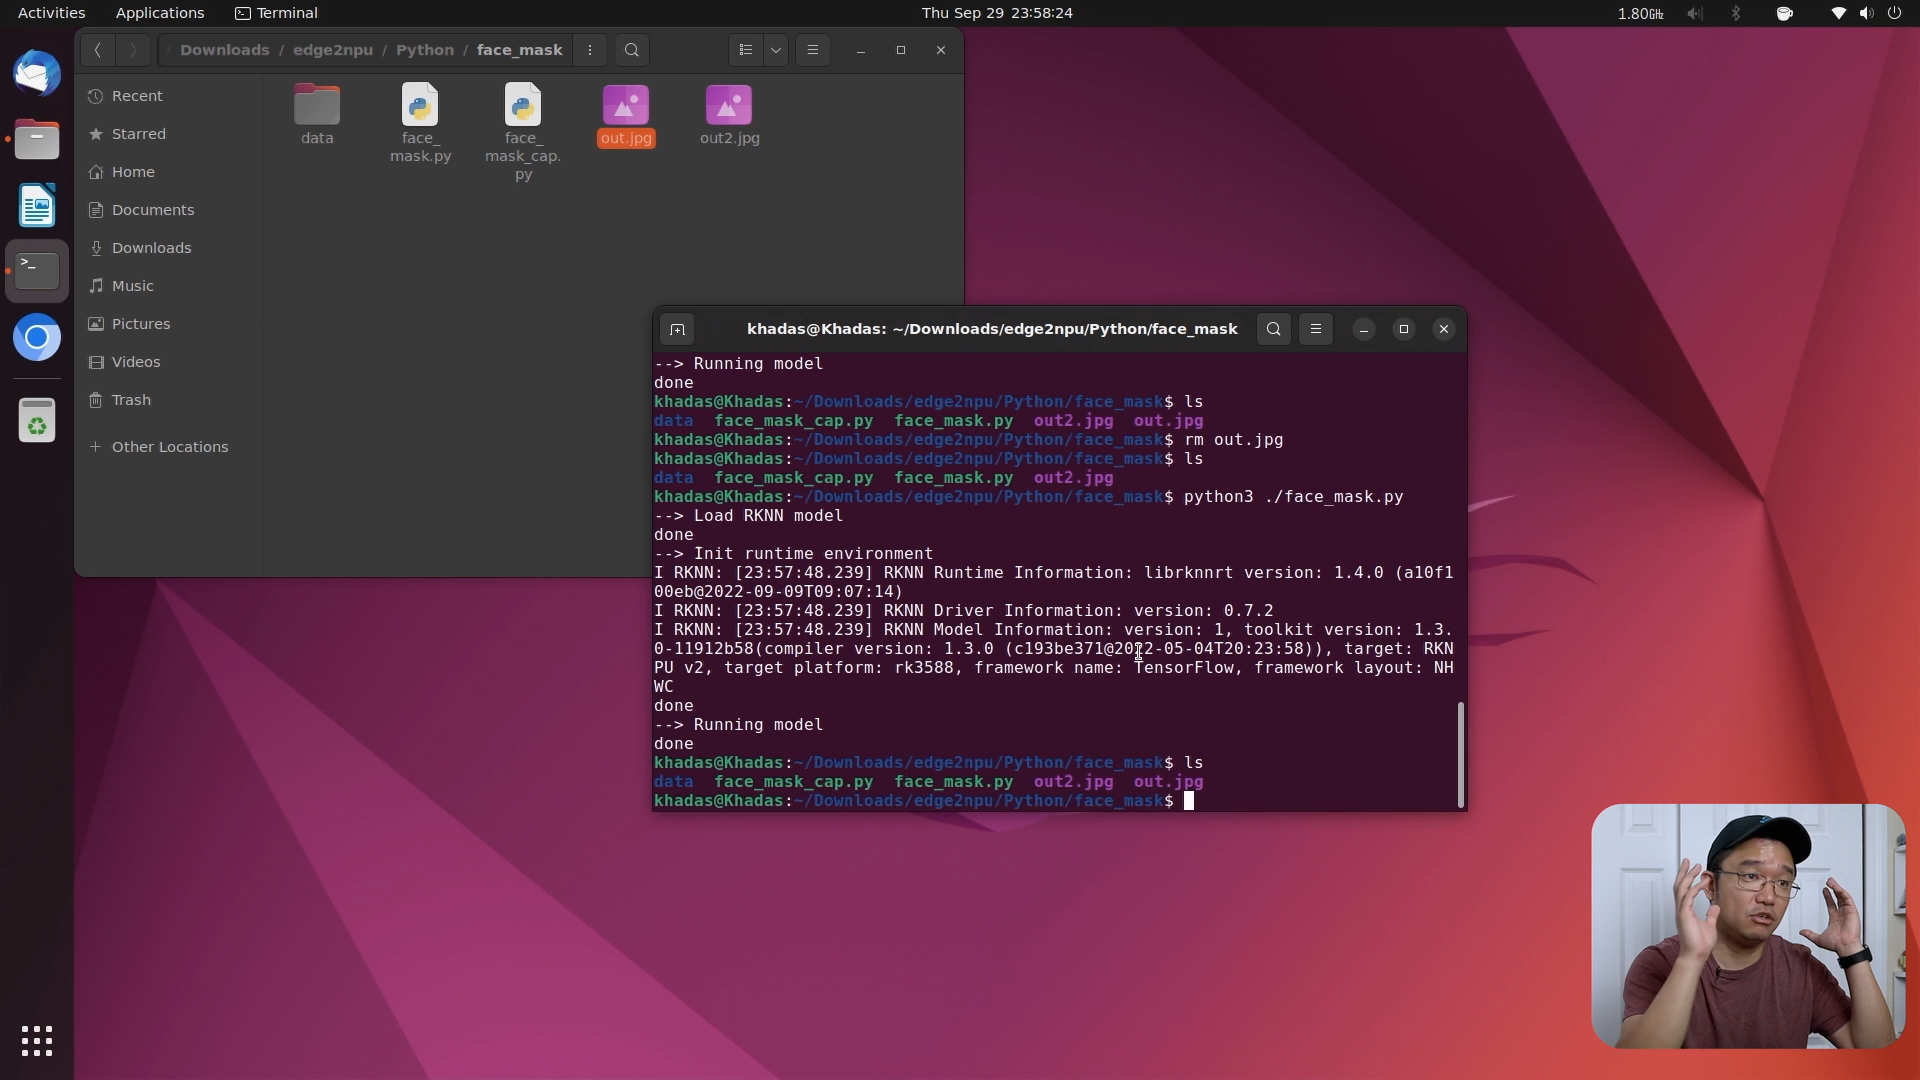 Activities Applications Terminal Thu Sep 29 23:58:24 1.80GHz
/ Downloads / edge2npu / Python / face_mask
Recent
Starred
Home
Documents
Downloads
Music
Pictures
Videos
Trash
Other Locations
data
face_
mask.py
face_
mask_cap.
py
out.jpg
out2.jpg
khadas@Khadas: ~/Downloads/edge2npu/Python/face_mask
--> Running model
done
khadas@Khadas:~/Downloads/edge2npu/Python/face_mask$ ls
data face_mask_cap.py face_mask.py out2.jpg out.jpg
khadas@Khadas:~/Downloads/edge2npu/Python/face_mask$ rm out.jpg
khadas@Khadas:~/Downloads/edge2npu/Python/face_mask$ ls
data face_mask_cap.py face_mask.py out2.jpg
khadas@Khadas:~/Downloads/edge2npu/Python/face_mask$ python3 ./face_mask.py
--> Load RKNN model
done
--> Init runtime environment
I RKNN: [23:57:48.239] RKNN Runtime Information: librknnrt version: 1.4.0 (a10f1
00eb@2022-09-09T09:07:14)
I RKNN: [23:57:48.239] RKNN Driver Information: version: 0.7.2
I RKNN: [23:57:48.239] RKNN Model Information: version: 1, toolkit version: 1.3.
0-11912b58(compiler version: 1.3.0 (c193be371@2022-05-04T20:23:58)), target: RKN
PU v2, target platform: rk3588, framework name: TensorFlow, framework layout: NH
WC
done
--> Running model
done
khadas@Khadas:~/Downloads/edge2npu/Python/face_mask$ ls
data face_mask_cap.py face_mask.py out2.jpg out.jpg
khadas@Khadas:~/Downloads/edge2npu/Python/face_mask$